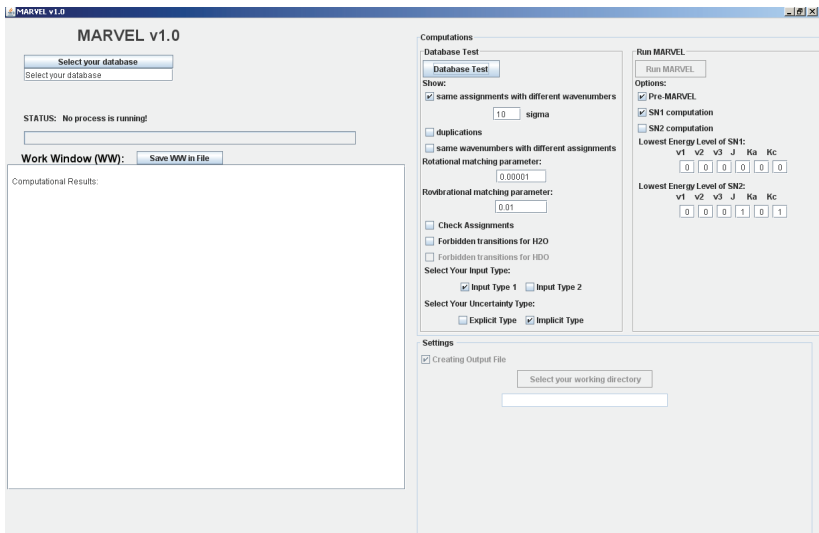 MARVEL v1.0
MARVEL v1.0
Select your database
Select your database
STATUS: No process is running!
Work Window (WW):
Save WW in File
Computational Results:
Computations
Database Test
Database Test
Show:
same assignments with different wavenumbers
10 sigma
duplications
same wavenumbers with different assignments
Rotational matching parameter:
0.00001
Rovibrational matching parameter:
0.01
Check Assignments
Forbidden transitions for H2O
Forbidden transitions for HDO
Select Your Input Type:
Input Type 1 Input Type 2
Select Your Uncertainty Type:
Explicit Type Implicit Type
Run MARVEL
Run MARVEL
Options:
Pre-MARVEL
SN1 computation
SN2 computation
Lowest Energy Level of SN1:
v1 v2 v3 J Ka Kc
0 0 0 0 0 0
Lowest Energy Level of SN2:
v1 v2 v3 J Ka Kc
0 0 0 1 0 1
Settings
Creating Output File
Select your working directory